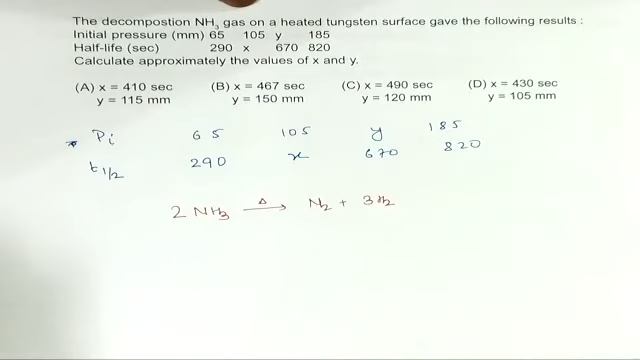 The decompostion NH3 gas on a heated tungsten surface gave the following results :
Initial pressure (mm) 65 105 y 185
Half-life (sec) 290 x 670 820
Calculate approximately the values of x and y.
(A) x = 410 sec (B) x = 467 sec (C) x = 490 sec (D) x = 430 sec
y = 115 mm y = 150 mm y = 120 mm y = 105 mm
* Pi 65 105 y 185
t1/2 290 x 670 820
2 NH3 Δ→ N2 + 3H2